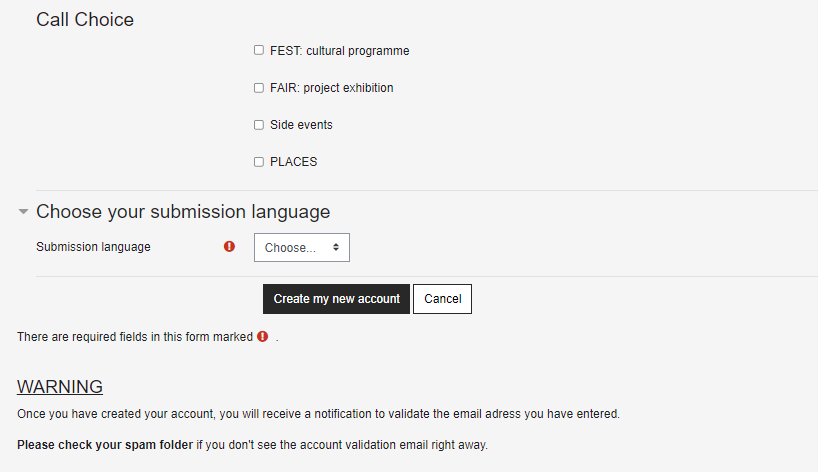 Call Choice
FEST: cultural programme
FAIR: project exhibition
Side events
PLACES
Choose your submission language
Submission language
Choose...
Create my new account
Cancel
There are required fields in this form marked .
WARNING
Once you have created your account, you will receive a notification to validate the email adress you have entered.
Please check your spam folder if you don't see the account validation email right away.